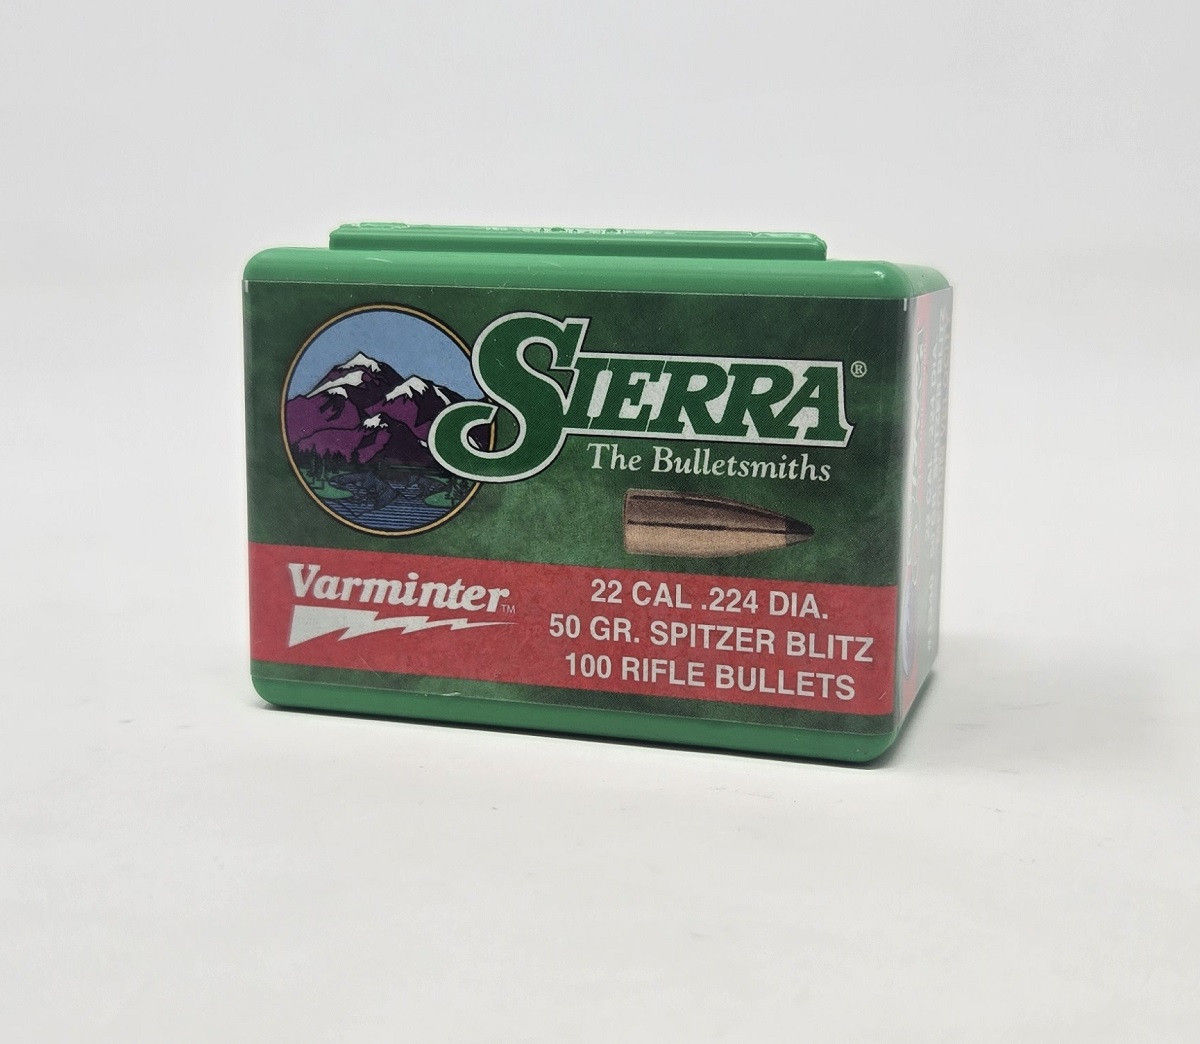 SIERRA®
The Bulletsmiths
Varminter™
22 CAL .224 DIA.
50 GR. SPITZER BLITZ
100 RIFLE BULLETS